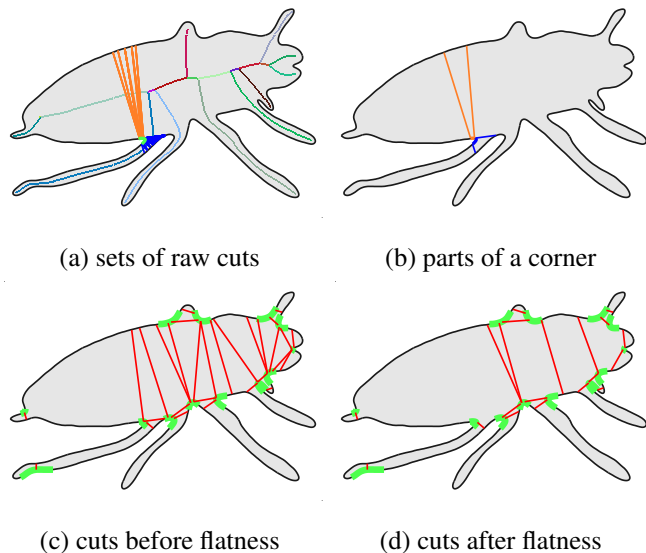 (a) sets of raw cuts
(b) parts of a corner
(c) cuts before flatness
(d) cuts after flatness